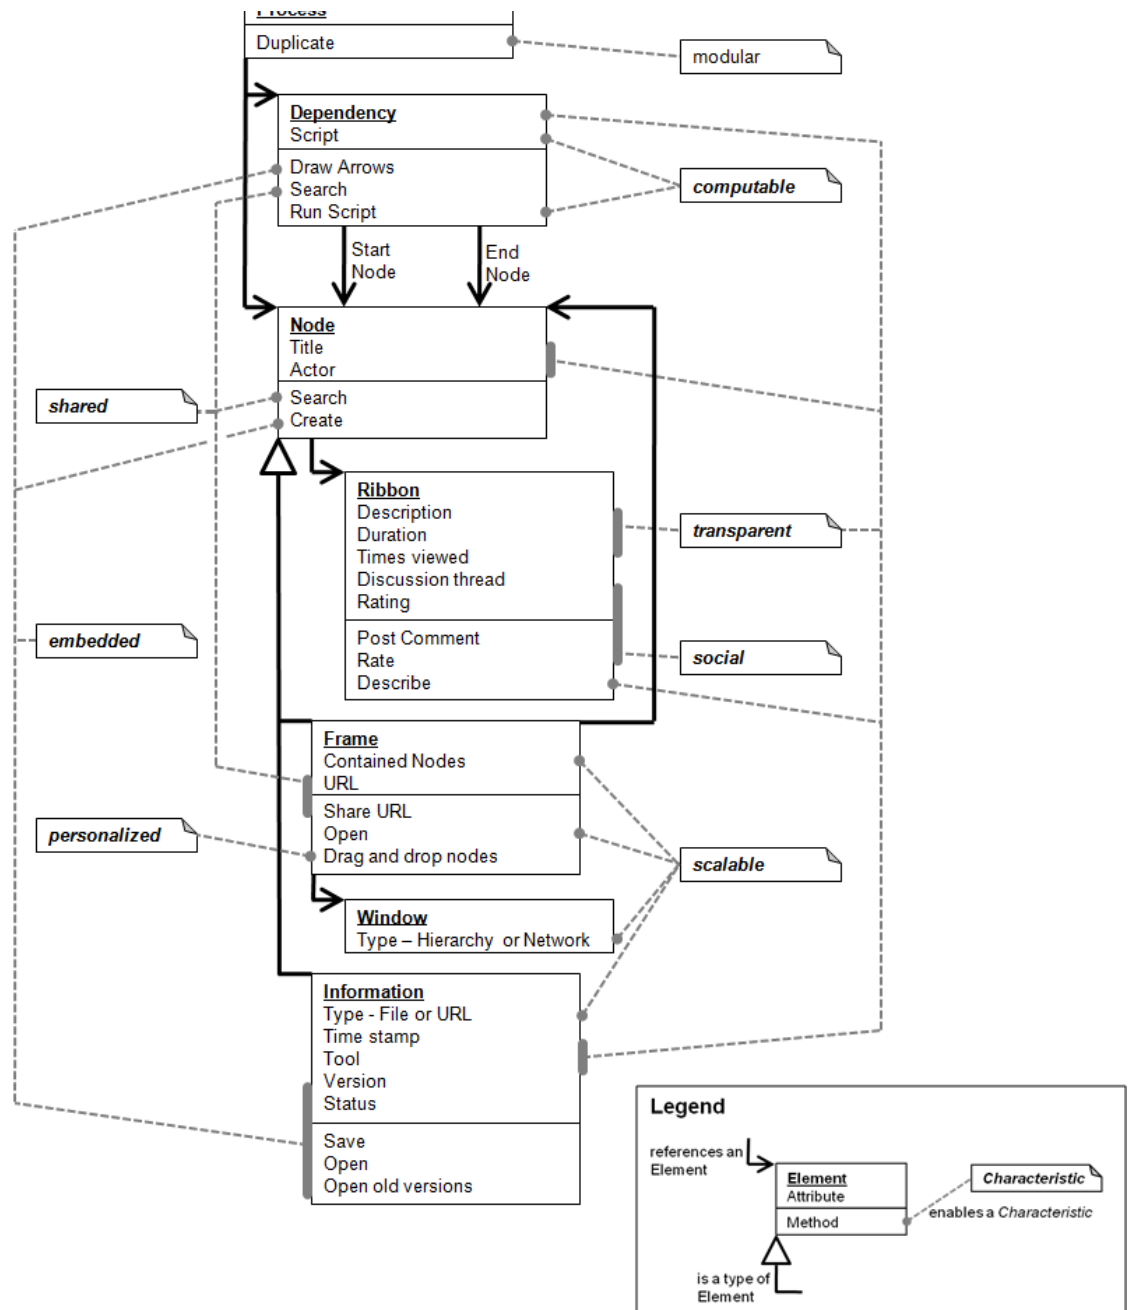 Process
Duplicate
modular
Dependency
Script
Draw Arrows
Search
Run Script
computable
Start
Node
End
Node
Node
Title
Actor
Search
Create
shared
Ribbon
Description
Duration
Times viewed
Discussion thread
Rating
Post Comment
Rate
Describe
transparent
embedded
social
Frame
Contained Nodes
URL
Share URL
Open
Drag and drop nodes
personalized
scalable
Window
Type – Hierarchy or Network
Information
Type - File or URL
Time stamp
Tool
Version
Status
Save
Open
Open old versions
Legend
references an
Element
Element
Attribute
Method
Characteristic
enables a Characteristic
is a type of
Element